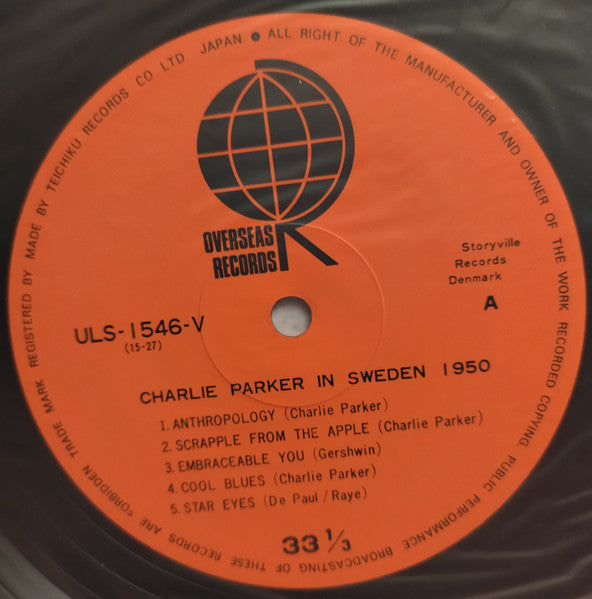 TRADE MARK REGISTERED BY MADE BY TEICHIKU RECORDS CO LTD JAPAN ● ALL RIGHT OF THE MANUFACTURER AND OWNER OF THE WORK RECORDED COPYING, PUBLIC PERFORMANCE BROADCASTING OF THESE RECORDS ARE FORBIDDEN
OVERSEAS
RECORDS
Storyville
Records
Denmark
A
ULS-1546-V
(15-27)
CHARLIE PARKER IN SWEDEN 1950
1. ANTHROPOLOGY (Charlie Parker)
2. SCRAPPLE FROM THE APPLE (Charlie Parker)
3. EMBRACEABLE YOU (Gershwin)
4. COOL BLUES (Charlie Parker)
5. STAR EYES (De Paul/Raye)
33 1/3